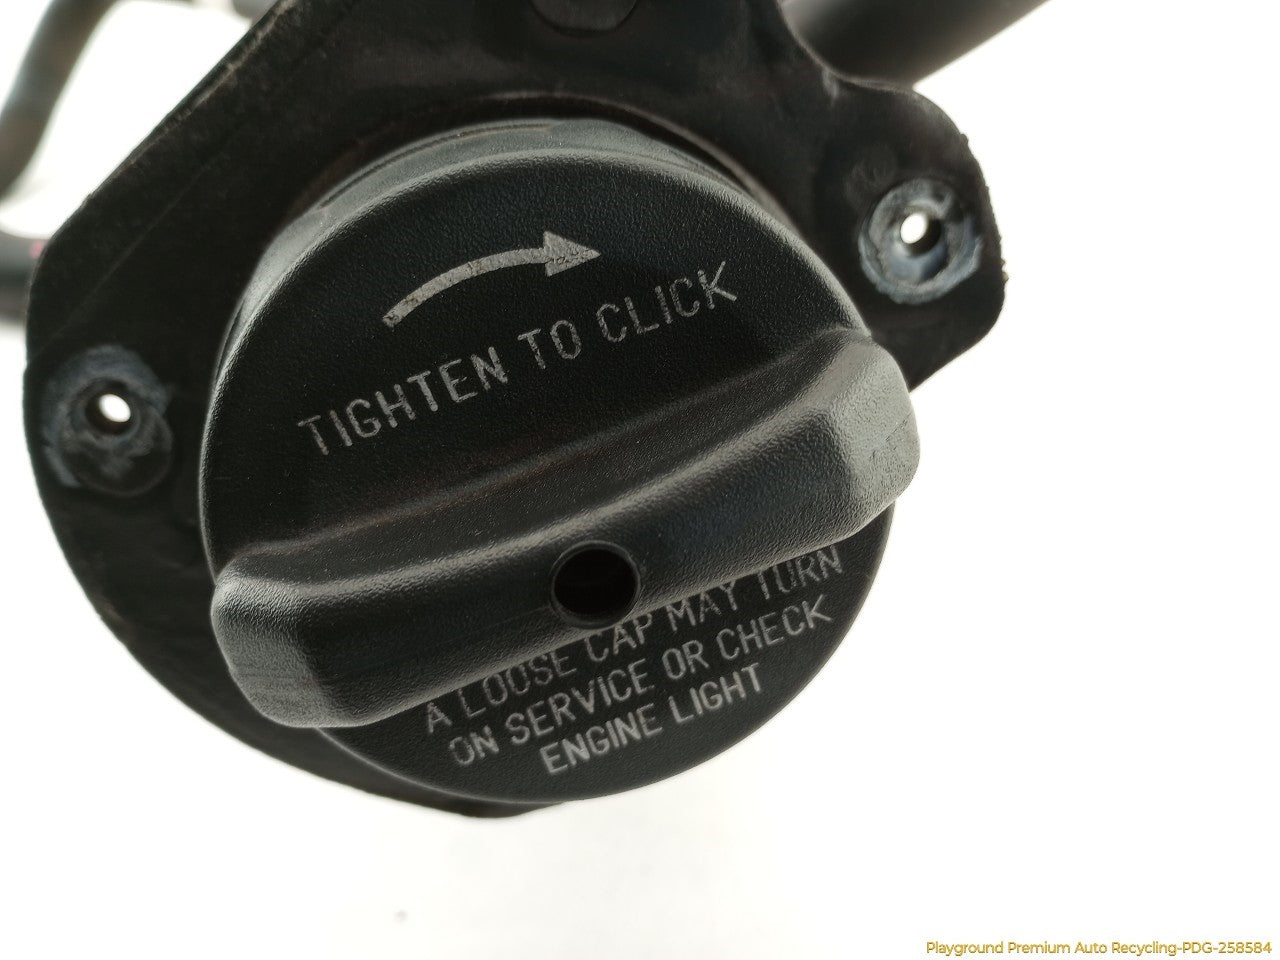 TIGHTEN TO CLICK
A LOOSE CAP MAY TURN
ON SERVICE OR CHECK
ENGINE LIGHT
Playground Premium Auto Recycling-PDG-258584